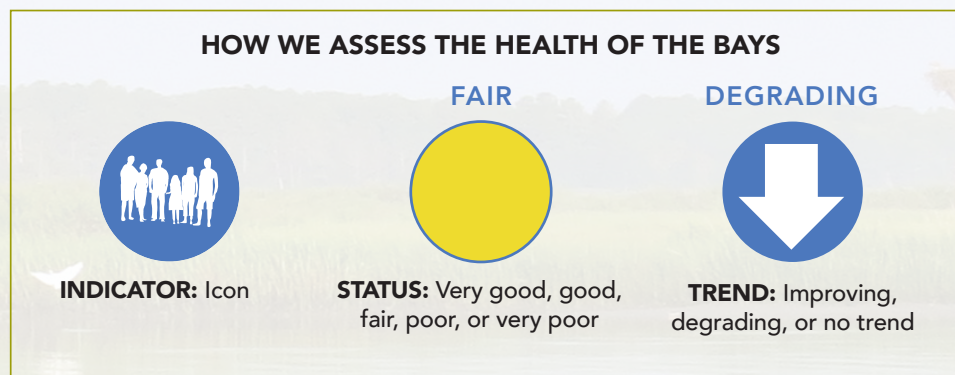 HOW WE ASSESS THE HEALTH OF THE BAYS
FAIR
DEGRADING
INDICATOR: Icon
STATUS: Very good, good,
fair, poor, or very poor
TREND: Improving,
degrading, or no trend